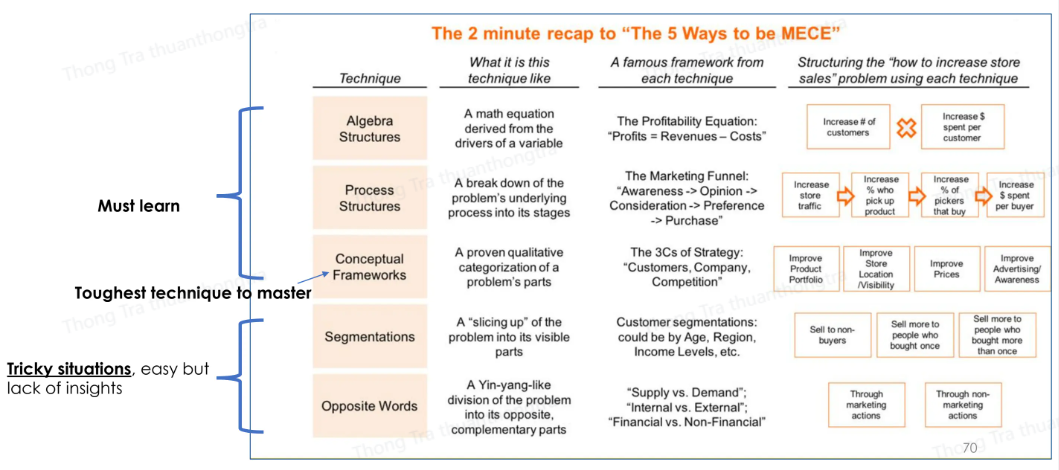 The 2 minute recap to “The 5 Ways to be MECE”
Technique
What it is this
technique like
A famous framework from
each technique
Structuring the “how to increase store
sales” problem using each technique
Must learn
Algebra
Structures
A math equation
derived from the
drivers of a variable
The Profitability Equation:
“Profits = Revenues – Costs”
Increase # of
customers
Increase $
spent per
customer
Process
Structures
A break down of the
problem’s underlying
process into its stages
The Marketing Funnel:
“Awareness -> Opinion ->
Consideration -> Preference
-> Purchase”
Increase
store
traffic
Increase
% who
pick up
product
Increase
% of
pickers
that buy
Increase
$ spent
per buyer
Toughest technique to master
Conceptual
Frameworks
A proven qualitative
categorization of a
problem’s parts
The 3Cs of Strategy:
“Customers, Company,
Competition”
Improve
Product
Portfolio
Improve
Store
Location
/Visibility
Improve
Prices
Improve
Advertising/
Awareness
Tricky situations, easy but
lack of insights
Segmentations
A “slicing up” of the
problem into its visible
parts
Customer segmentations:
could be by Age, Region,
Income Levels, etc.
Sell to non-
buyers
Sell more to
people who
bought once
Sell more to
people who
bought more
than once
Opposite Words
A Yin-yang-like
division of the problem
into its opposite,
complementary parts
“Supply vs. Demand”;
“Internal vs. External”;
“Financial vs. Non-Financial”
Through
marketing
actions
Through non-
marketing
actions
70
Thong Tra thuanthongtra
Thong Tra thuanthongtra
Thong Tra thuanthongtra